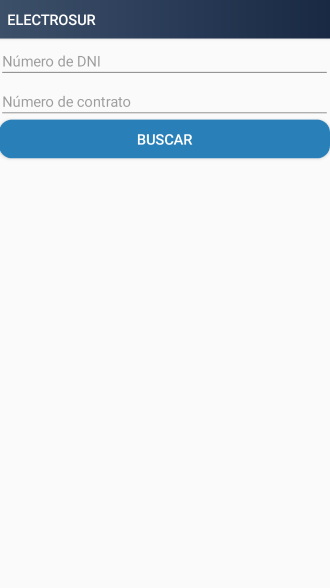 ELECTROSUR
Número de DNI
Número de contrato
BUSCAR